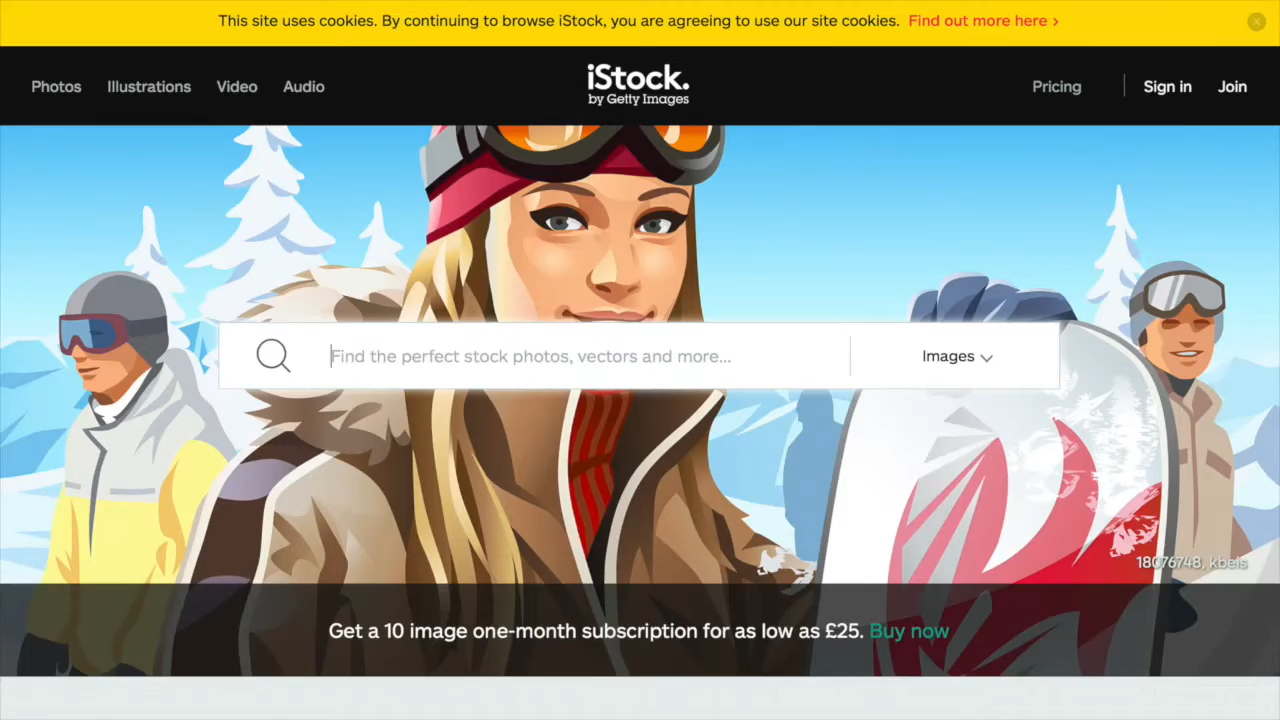 This site uses cookies. By continuing to browse iStock, you are agreeing to use our site cookies. Find out more here >
Photos Illustrations Video Audio
iStock.
by Getty Images
Pricing Sign in Join
Find the perfect stock photos, vectors and more...
Images
18076748, kbeis
Get a 10 image one-month subscription for as low as £25. Buy now